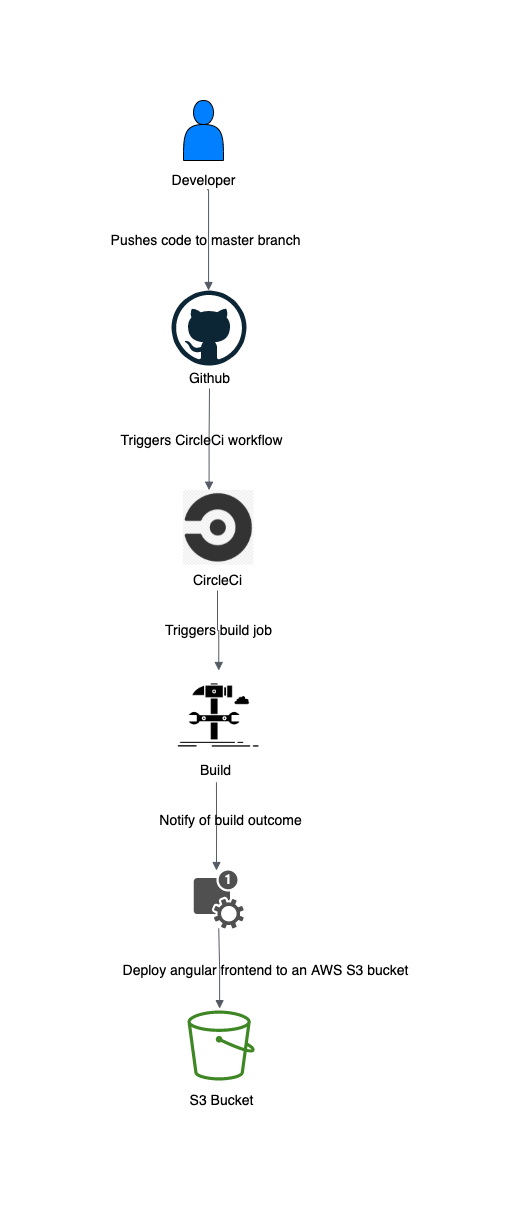 Developer
Pushes code to master branch
Github
Triggers CircleCi workflow
CircleCi
Triggers build job
Build
Notify of build outcome
1
Deploy angular frontend to an AWS S3 bucket
S3 Bucket